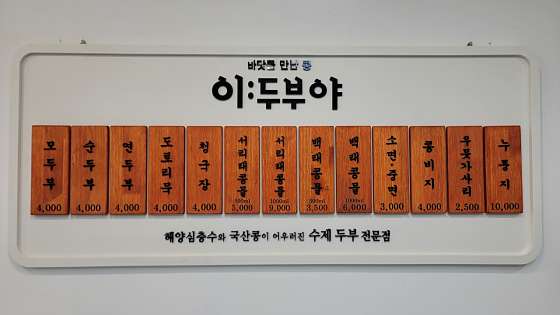 바닷물 만난 콩
이:두부야
모두부 4,000
순두부 4,000
연두부 4,000
도토리묵 4,000
청국장 4,000
서리태콩물 500ml 5,000
서리태콩물 1000ml 9,000
백태콩물 500ml 3,500
백태콩물 1000ml 6,000
소면·중면 3,000
콩비지 4,000
우뭇가사리 2,500
누룽지 10,000
해양심층수와 국산콩이 어우러진 수제 두부 전문점